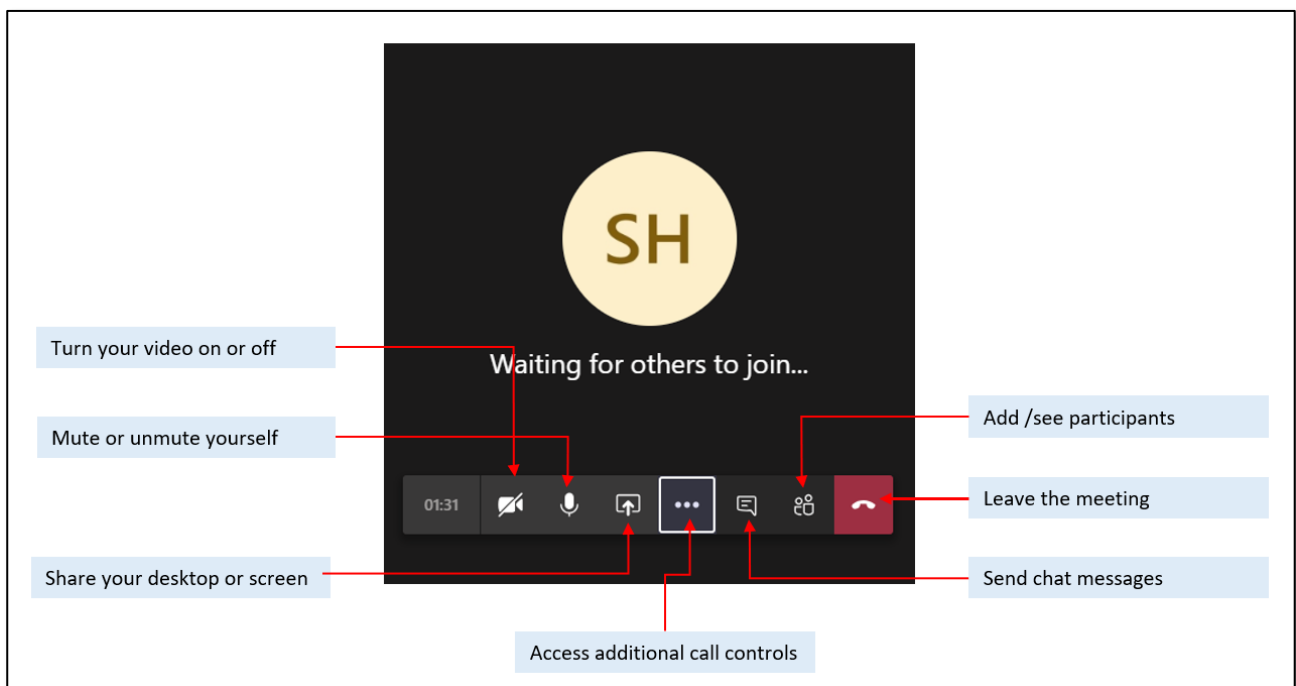 SH
Waiting for others to join...
Turn your video on or off
Mute or unmute yourself
Add /see participants
01:31
Leave the meeting
Share your desktop or screen
Send chat messages
Access additional call controls